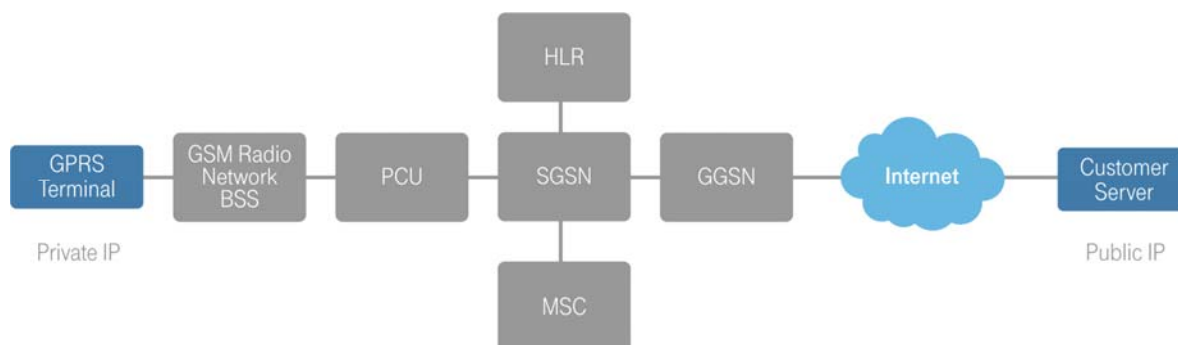 HLR
GPRS
Terminal
GSM Radio
Network
BSS
PCU
SGSN
GGSN
Internet
Customer
Server
Private IP
Public IP
MSC